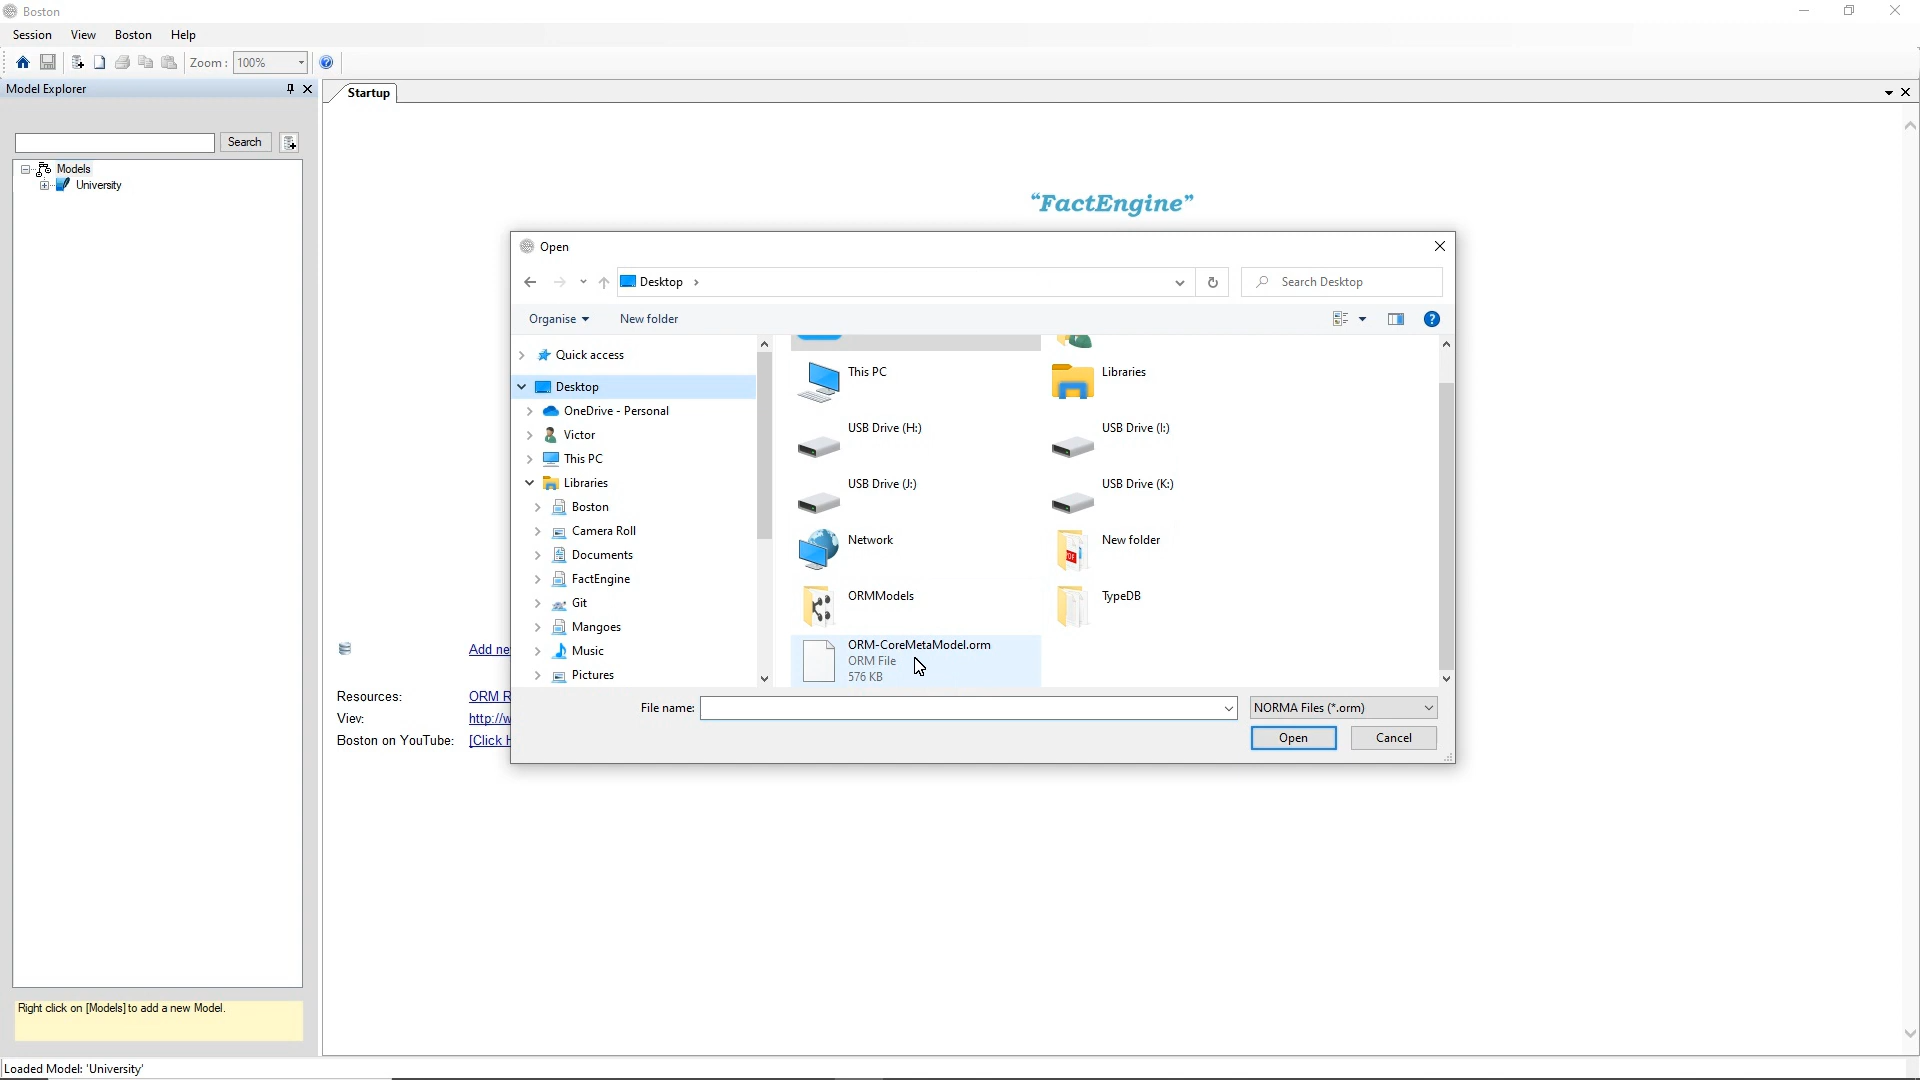 Boston
Session View Boston Help
Zoom : 100%
Model Explorer
Startup
Search
Models
University
"FactEngine"
Open
Desktop
Search Desktop
Organise
New folder
Quick access
Desktop
OneDrive - Personal
Victor
This PC
Libraries
Boston
Camera Roll
Documents
FactEngine
Git
Mangoes
Music
Pictures
This PC
Libraries
USB Drive (H:)
USB Drive (I:)
USB Drive (J:)
USB Drive (K:)
Network
New folder
ORMModels
TypeDB
ORM-CoreMetaModel.orm
ORM File
576 KB
File name:
NORMA Files (*.orm)
Open
Cancel
Add ne
Resources: ORM R
Viev: http://w
Boston on YouTube: [Click H
Right click on [Models] to add a new Model.
Loaded Model: 'University'